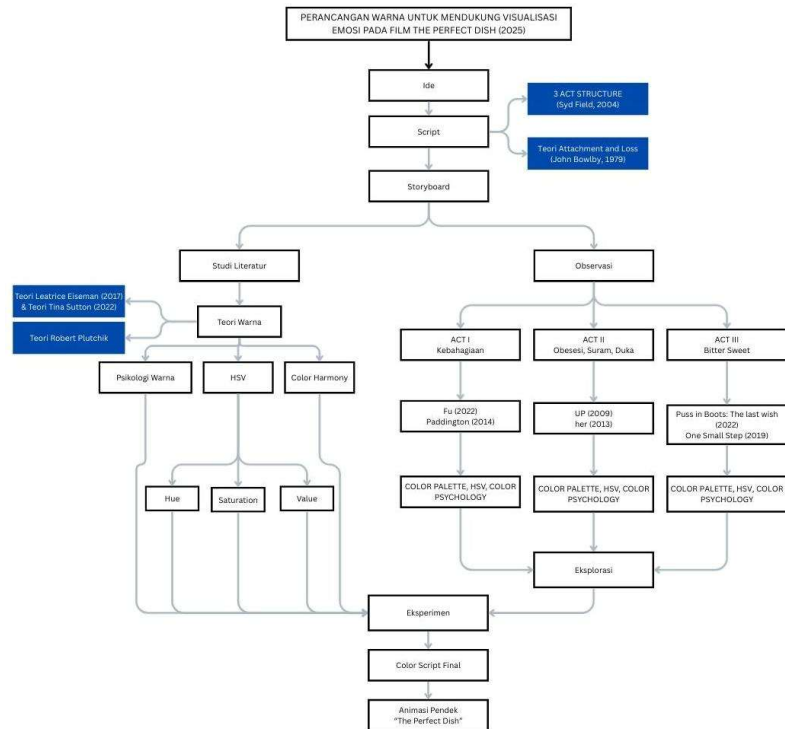 PERANCANGAN WARNA UNTUK MENDUKUNG VISUALISASI
EMOSI PADA FILM THE PERFECT DISH (2025)
Ide
3 ACT STRUCTURE
(Syd Field, 2004)
Script
Teori Attachment and Loss
(John Bowlby, 1979)
Storyboard
Studi Literatur
Observasi
Teori Leatrice Eiseman (2017)
& Teori Tina Sutton (2022)
Teori Warna
Teori Robert Plutchik
ACT I
Kebahagiaan
ACT II
Obesesi, Suram, Duka
ACT III
Bitter Sweet
Psikologi Warna
HSV
Color Harmony
Fu (2022)
Paddington (2014)
UP (2009)
her (2013)
Puss in Boots: The last wish
(2022)
One Small Step (2019)
Hue
Saturation
Value
COLOR PALETTE, HSV, COLOR
PSYCHOLOGY
COLOR PALETTE, HSV, COLOR
PSYCHOLOGY
COLOR PALETTE, HSV, COLOR
PSYCHOLOGY
Eksplorasi
Eksperimen
Color Script Final
Animasi Pendek
“The Perfect Dish”